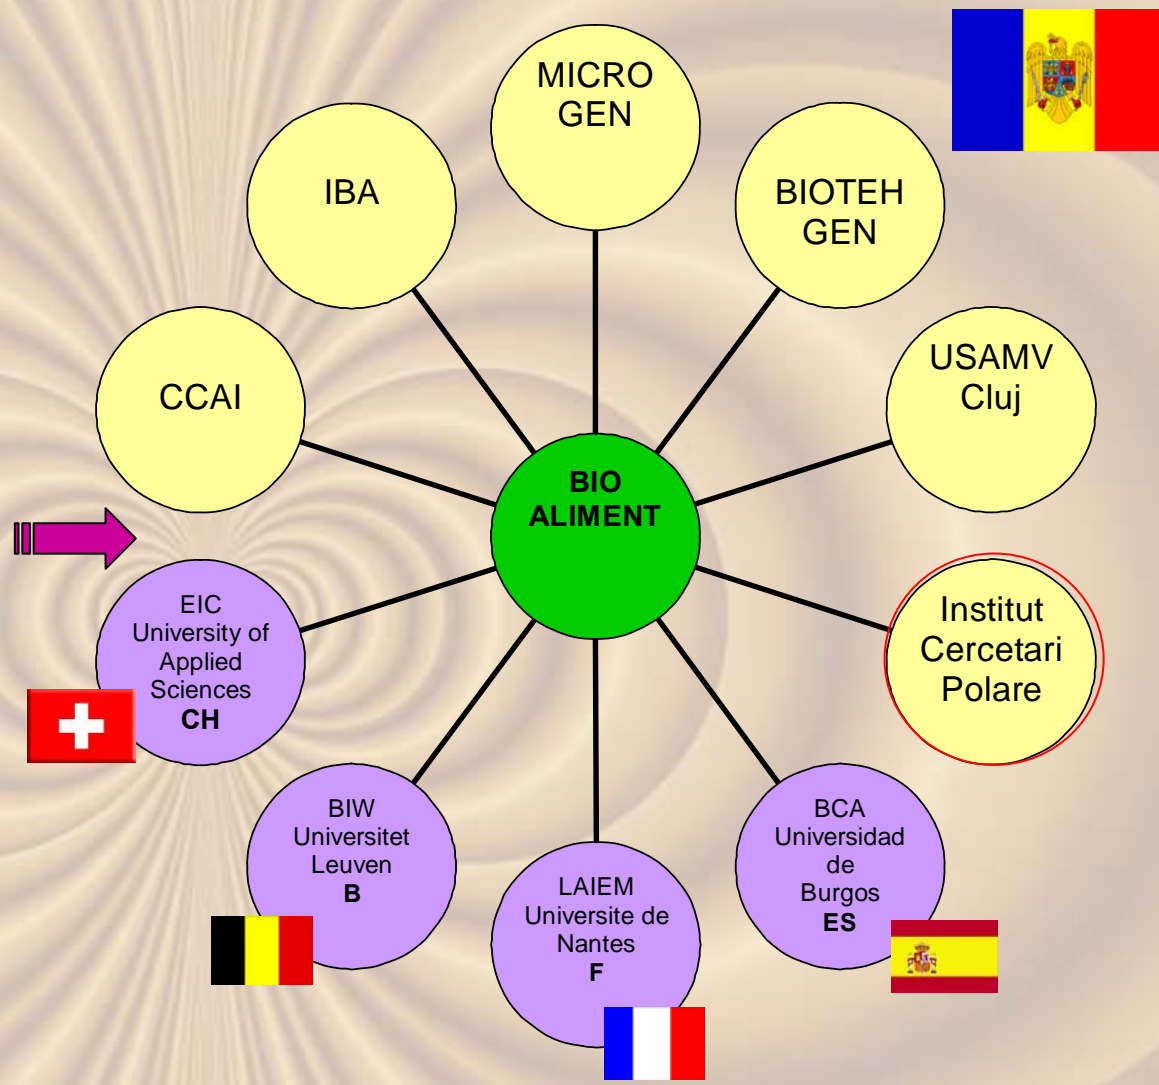 MICRO
GEN
IBA
BIOTEH
GEN
CCAI
USAMV
Cluj
BIO
ALIMENT
EIC
University of
Applied
Sciences
CH
Institut
Cercetari
Polare
BIW
Universitet
Leuven
B
LAIEM
Universite de
Nantes
F
BCA
Universidad
de
Burgos
ES